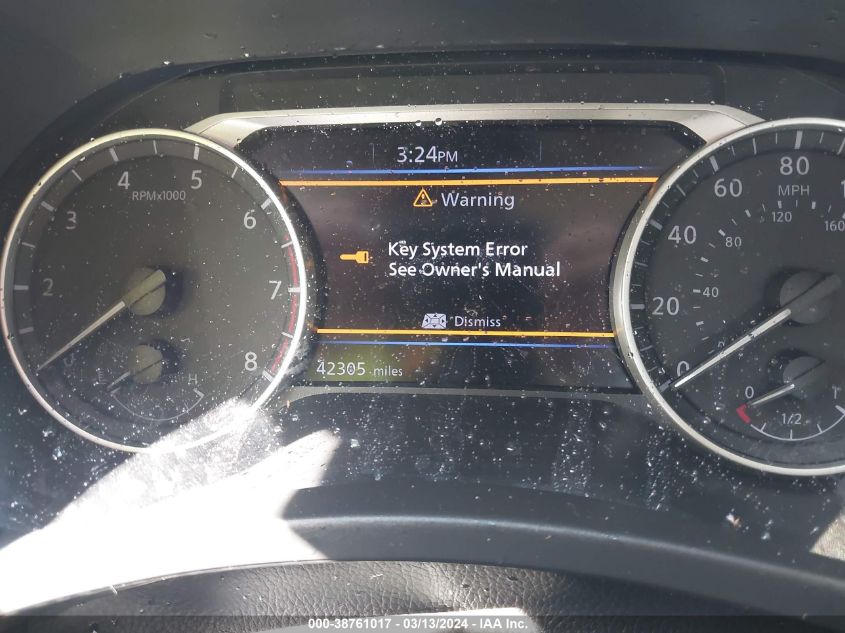 3:24PM
Warning
Key System Error
See Owner's Manual
Dismiss
42305 miles
RPMx1000
2
3
4
5
6
7
8
H
MPH
0
20
40
60
80
40
80
120
160
0
1/2
1
000-38761017 - 03/13/2024 - IAA Inc.